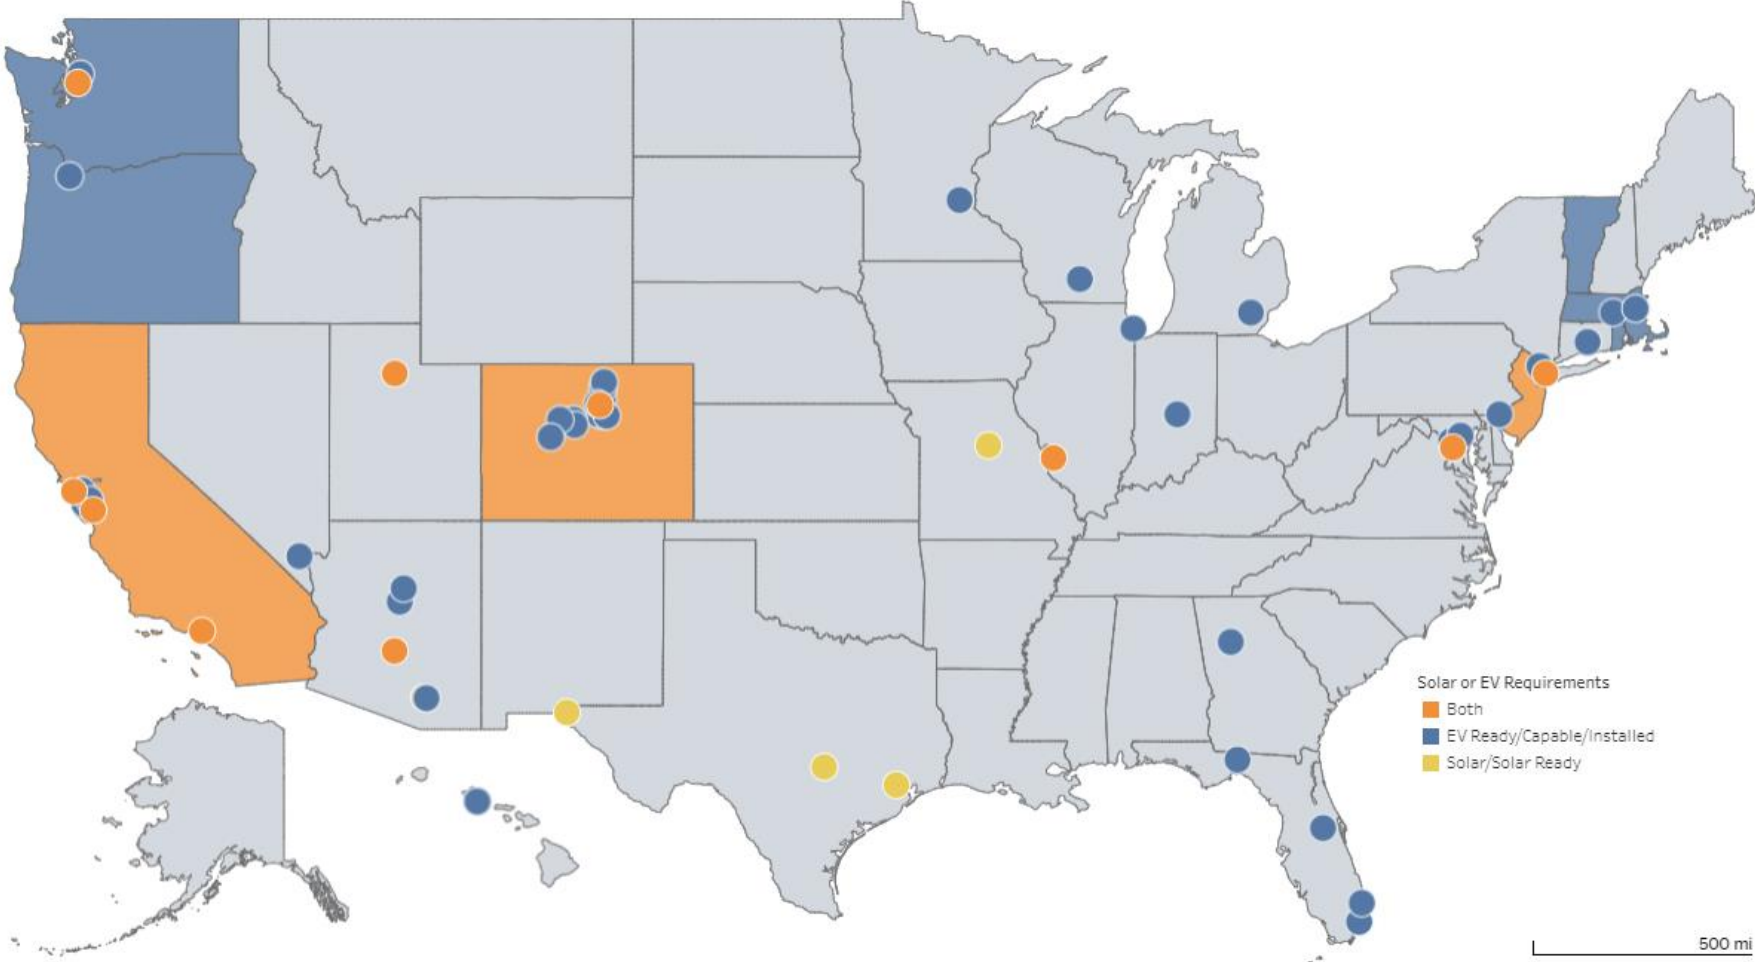 Solar or EV Requirements
Both
EV Ready/Capable/Installed
Solar/Solar Ready
500 mi